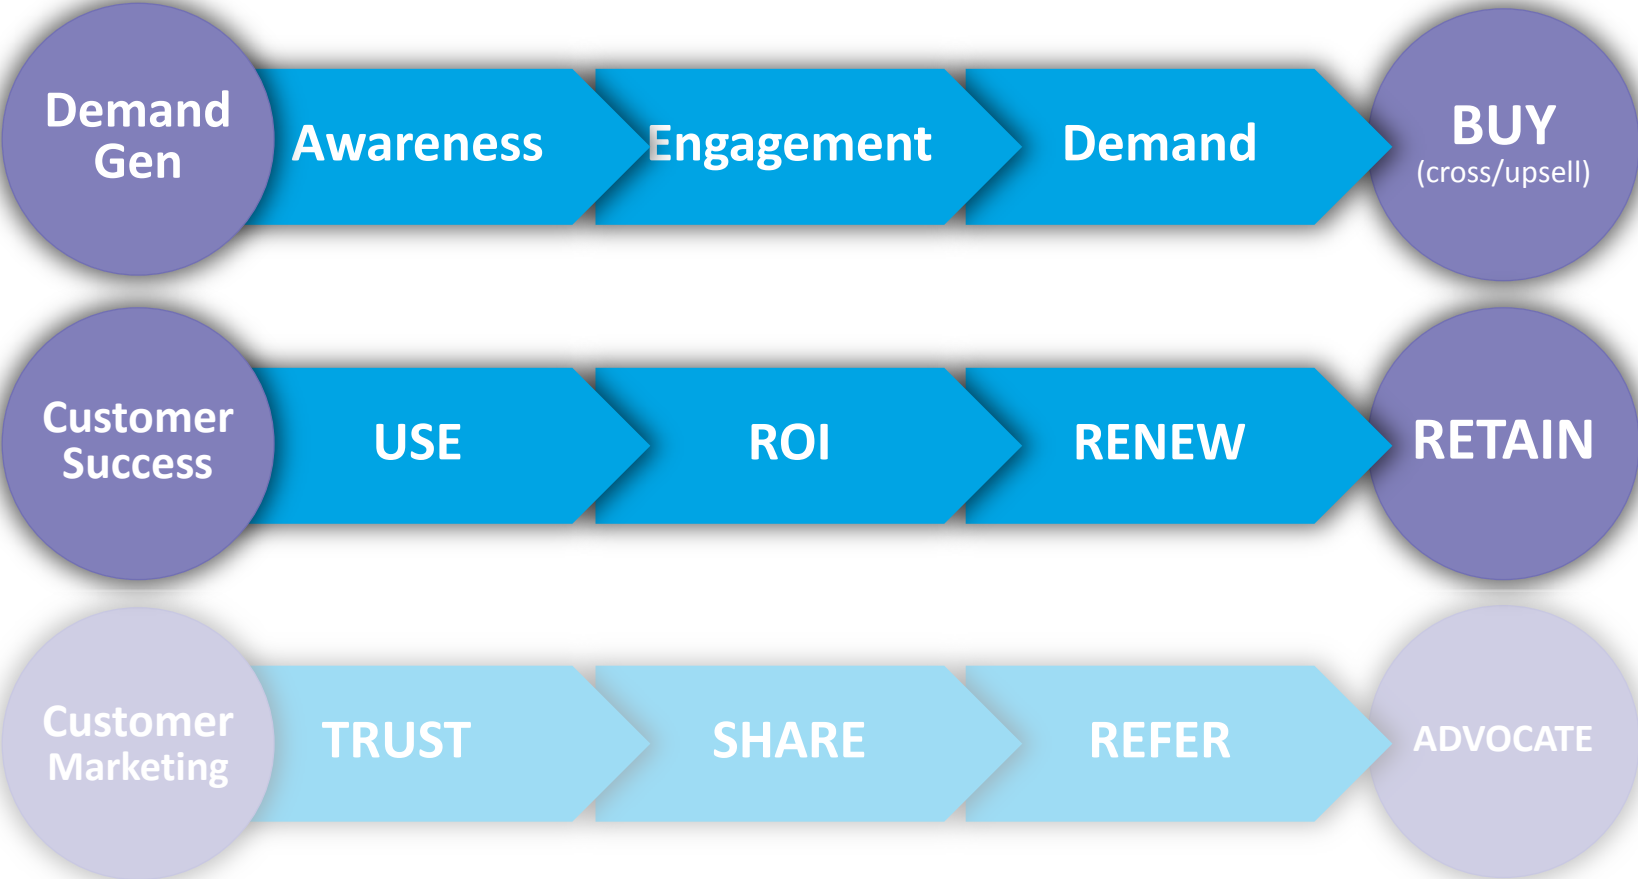 Demand
Gen
Awareness
Engagement
Demand
BUY
(cross/upsell)
Customer
Success
USE
ROI
RENEW
RETAIN
Customer
Marketing
TRUST
SHARE
REFER
ADVOCATE